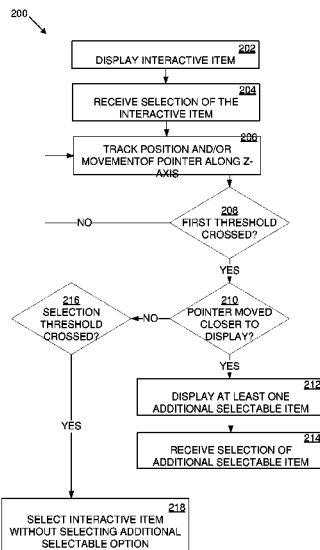 200
202
DISPLAY INTERACTIVE ITEM
204
RECEIVE SELECTION OF THE
INTERACTIVE ITEM
206
TRACK POSITION AND/OR
MOVEMENTOF POINTER ALONG Z-
AXIS
208
FIRST THRESHOLD
CROSSED?
NO
YES
210
POINTER MOVED
CLOSER TO
DISPLAY?
NO
216
SELECTION
THRESHOLD
CROSSED?
YES
212
DISPLAY AT LEAST ONE
ADDITIONAL SELECTABLE ITEM
214
RECEIVE SELECTION OF
ADDITIONAL SELECTABLE ITEM
YES
218
SELECT INTERACTIVE ITEM
WITHOUT SELECTING ADDITIONAL
SELECTABLE OPTION